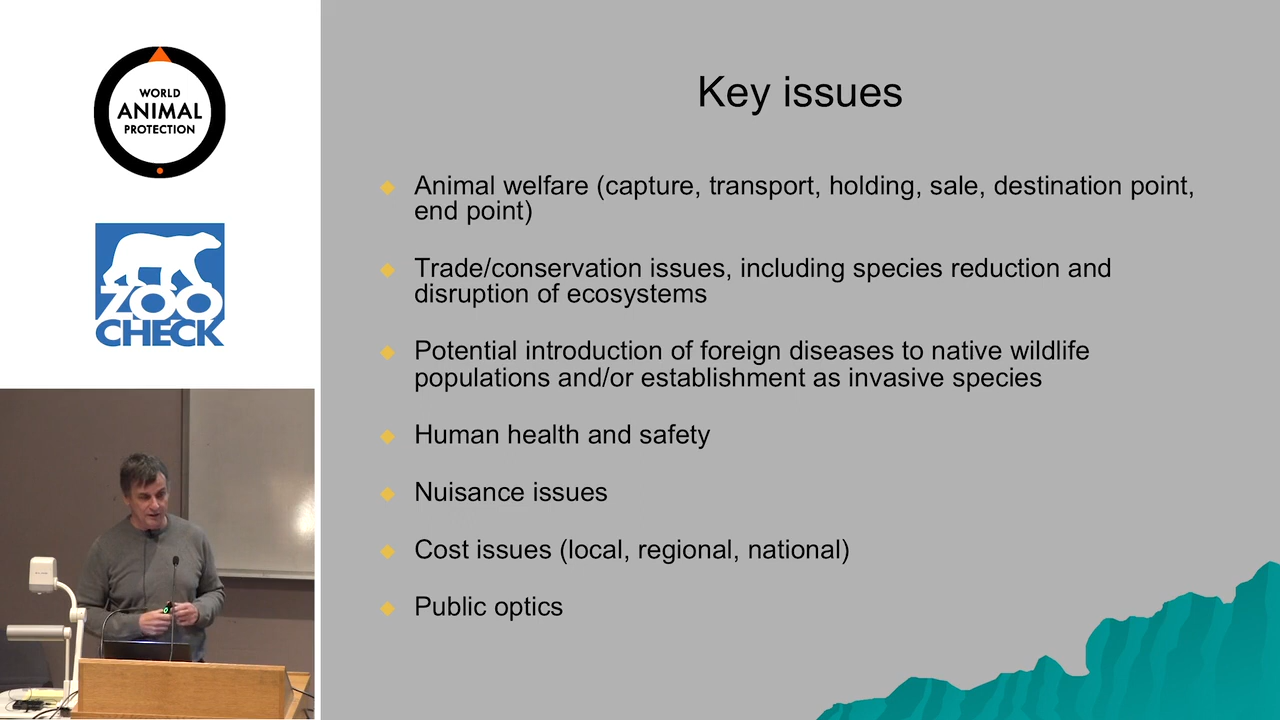 WORLD
ANIMAL
PROTECTION
ZOO
CHECK
Key issues
Animal welfare (capture, transport, holding, sale, destination point,
end point)
Trade/conservation issues, including species reduction and
disruption of ecosystems
Potential introduction of foreign diseases to native wildlife
populations and/or establishment as invasive species
Human health and safety
Nuisance issues
Cost issues (local, regional, national)
Public optics